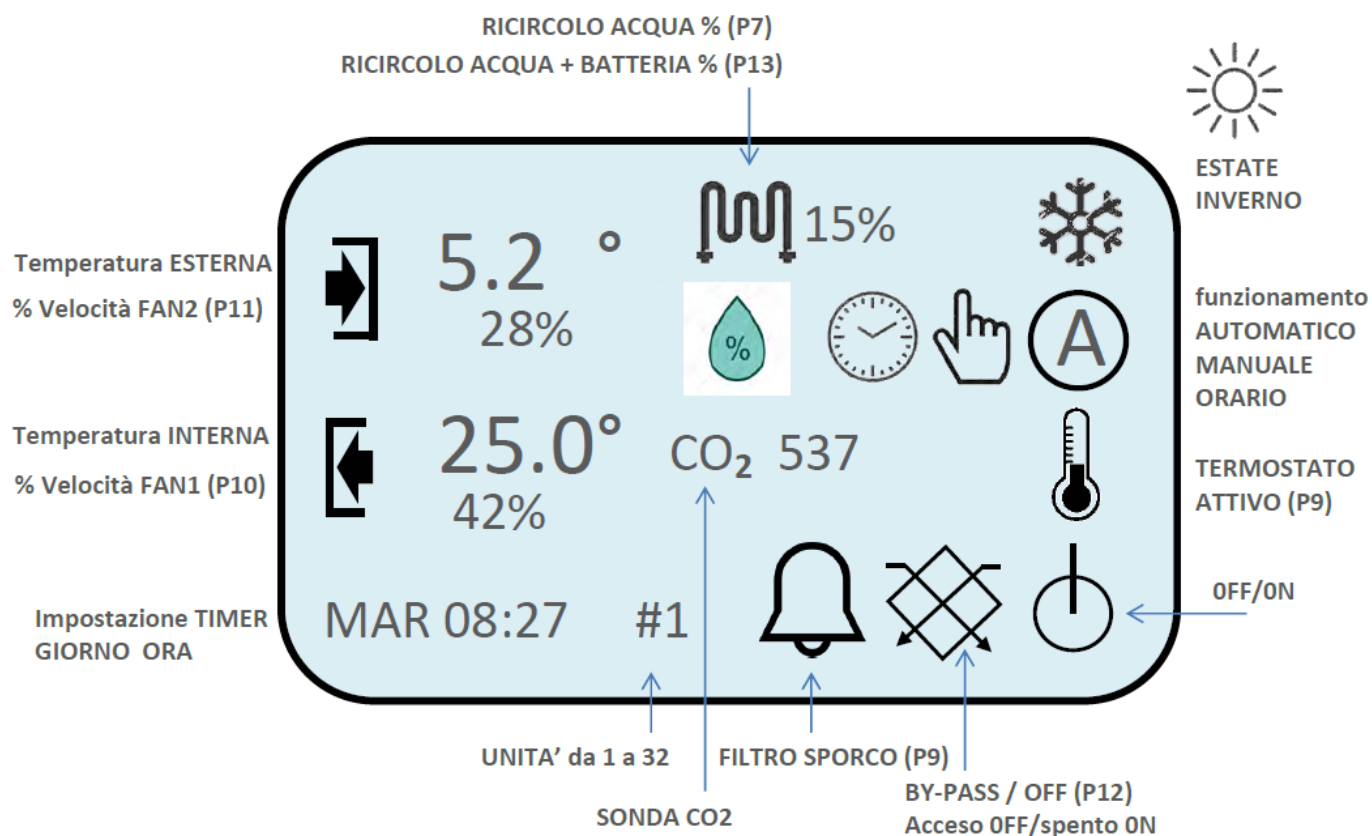 RICIRCOLO ACQUA % (P7)
RICIRCOLO ACQUA + BATTERIA % (P13)
ESTATE
INVERNO
15%
Temperatura ESTERNA
% Velocità FAN2 (P11)
5.2 °
28%
%
A
funzionamento
AUTOMATICO
MANUALE
ORARIO
Temperatura INTERNA
% Velocità FAN1 (P10)
25.0°
42%
CO₂ 537
TERMOSTATO
ATTIVO (P9)
0FF/0N
Impostazione TIMER
GIORNO ORA
MAR 08:27 #1
UNITA’ da 1 a 32
FILTRO SPORCO (P9)
SONDA CO2
BY-PASS / OFF (P12)
Acceso 0FF/spento 0N